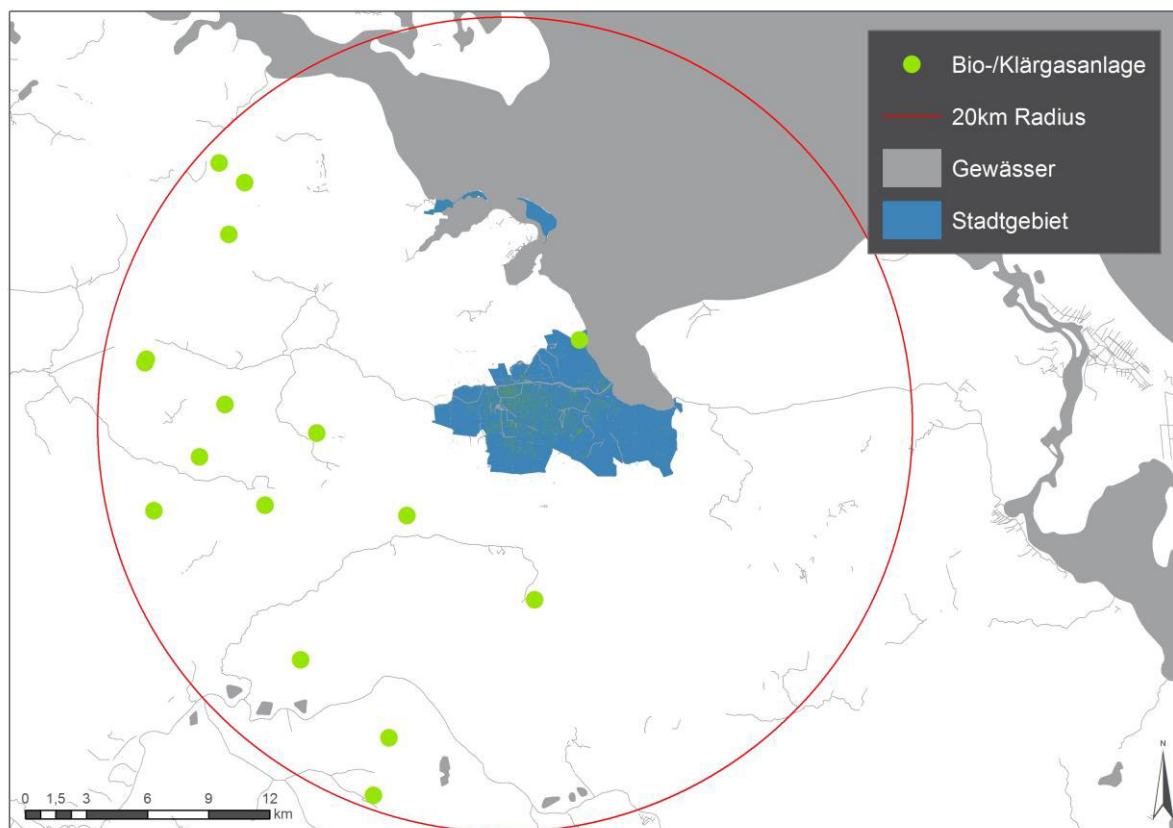 Bio-/Klärgasanlage
20km Radius
Gewässer
Stadtgebiet
N
0 1,5 3 6 9 12
km